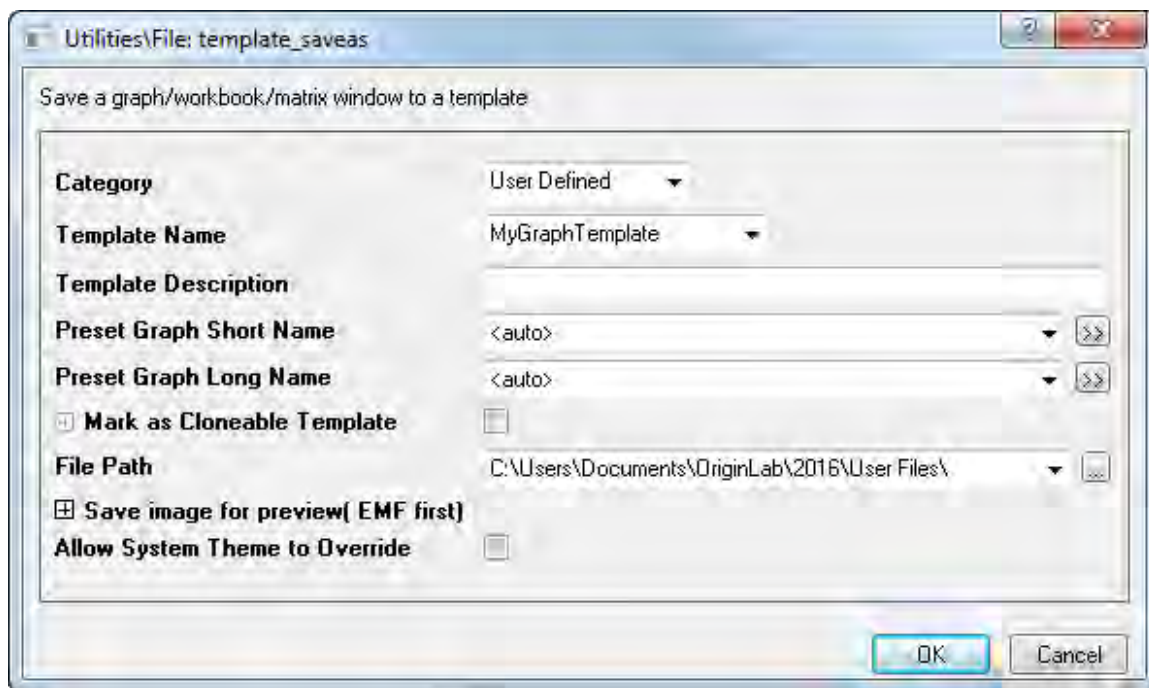 Utilities\File: template_saveas
Save a graph/workbook/matrix window to a template
Category User Defined
Template Name MyGraphTemplate
Template Description
Preset Graph Short Name <auto> >>
Preset Graph Long Name <auto> >>
Mark as Cloneable Template
File Path C:\Users\Documents\OriginLab\2016\User Files\ ...
Save image for preview( EMF first)
Allow System Theme to Override
OK Cancel